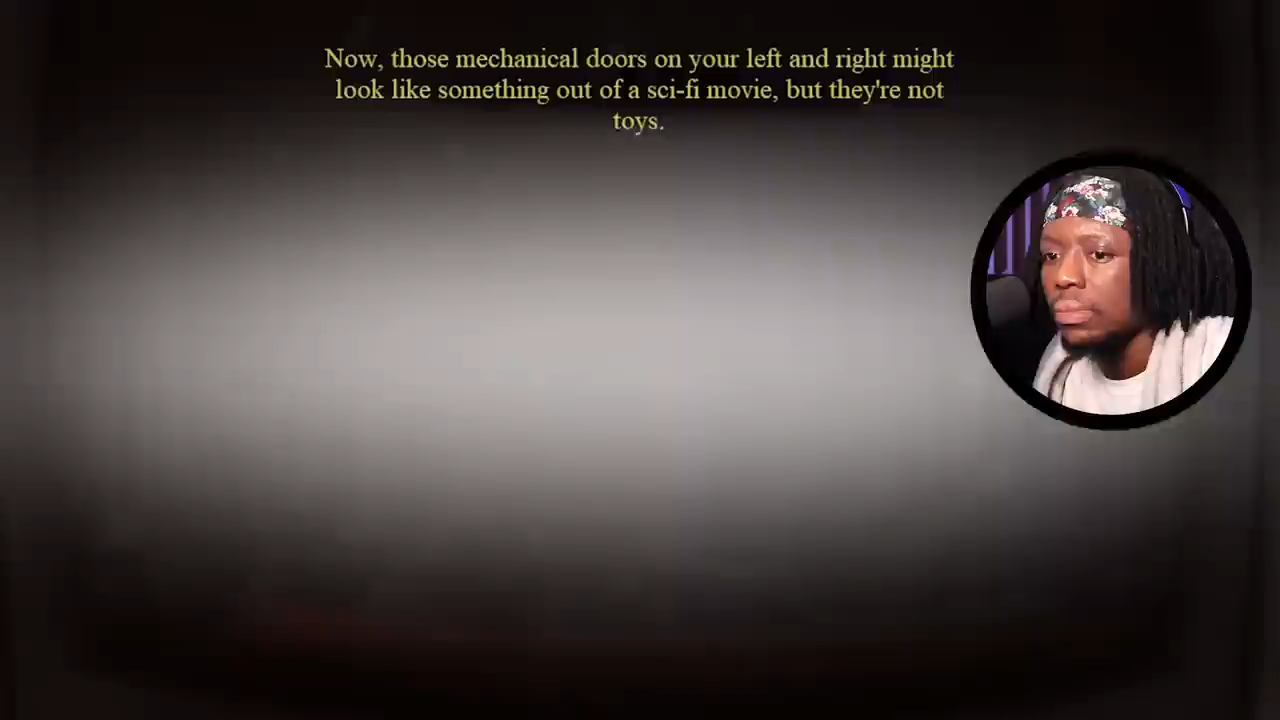 Now, those mechanical doors on your left and right might
look like something out of a sci-fi movie, but they're not
toys.